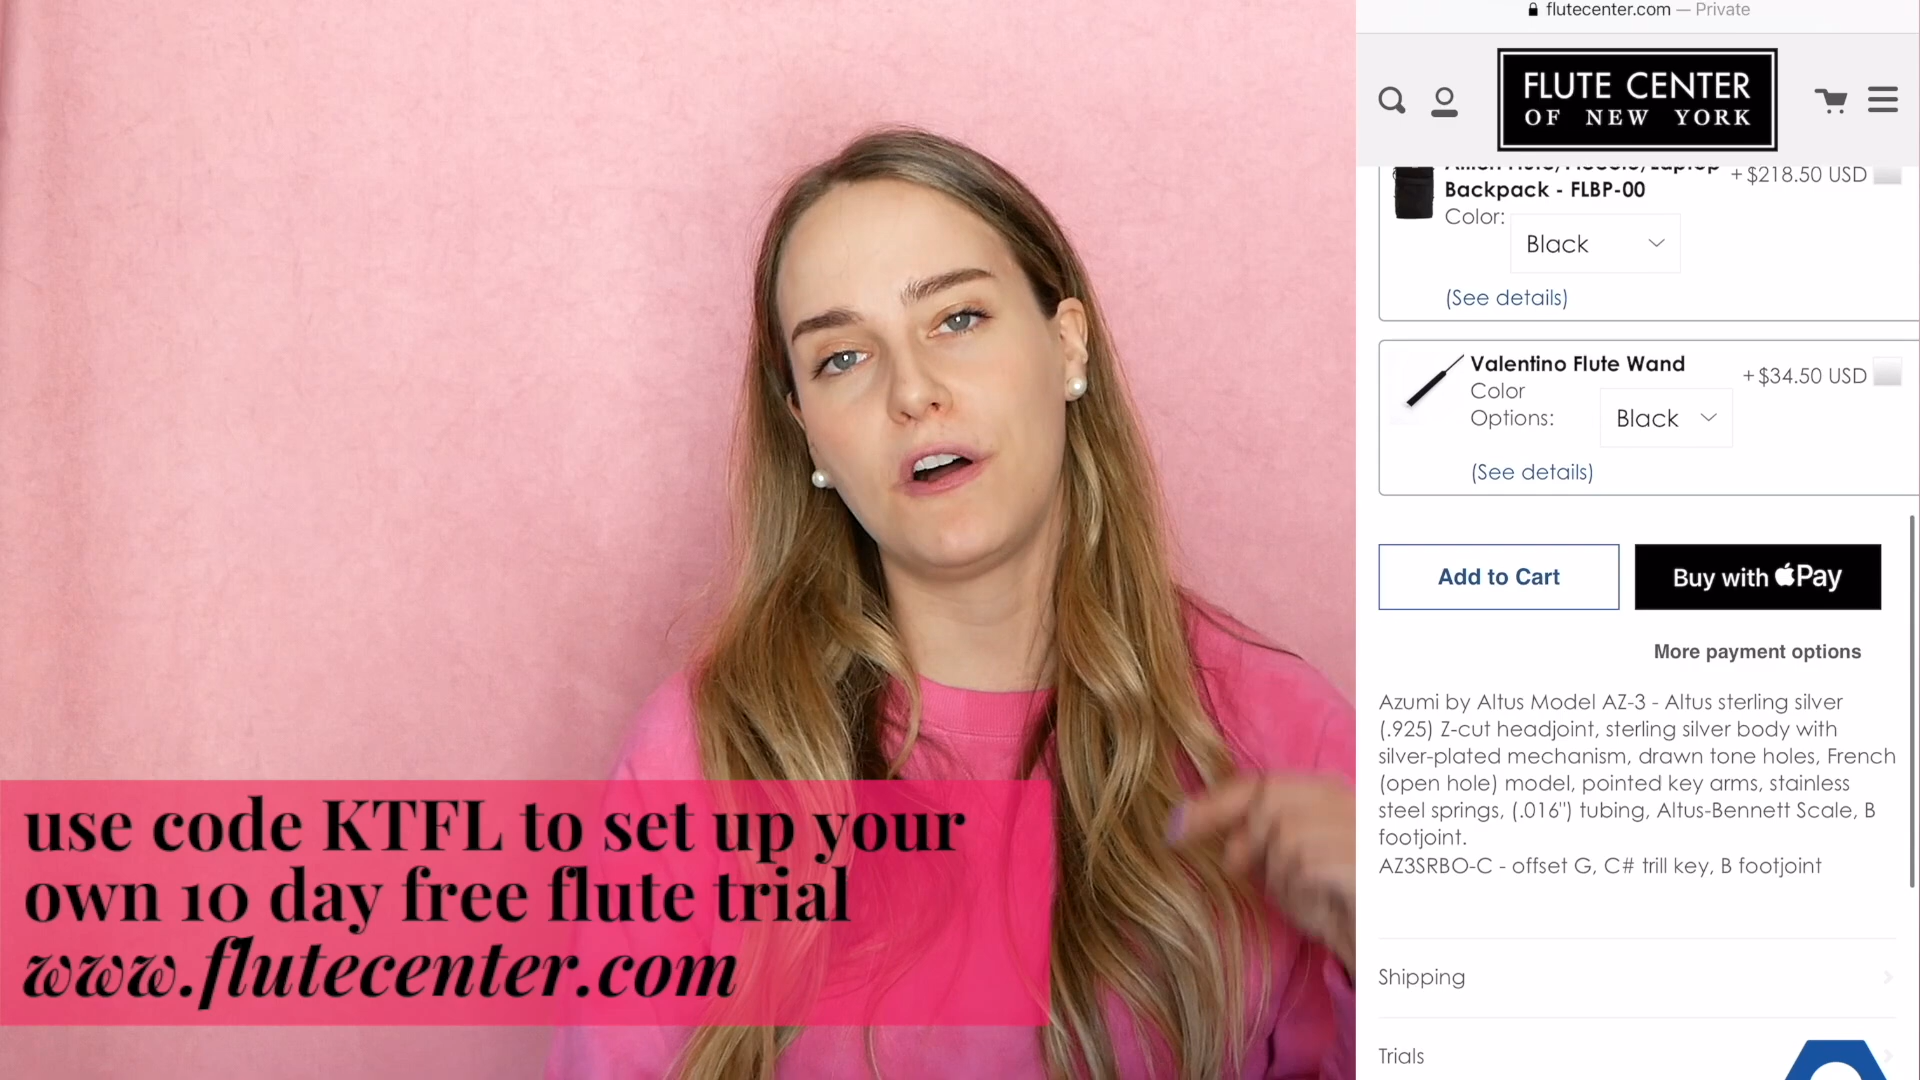 flutecenter.com — Private
FLUTE CENTER
OF NEW YORK
Backpack - FLBP-00
+ $218.50 USD
Color:
Black
(See details)
Valentino Flute Wand
+ $34.50 USD
Color
Options:
Black
(See details)
Add to Cart
Buy with Pay
More payment options
Azumi by Altus Model AZ-3 - Altus sterling silver
(.925) Z-cut headjoint, sterling silver body with
silver-plated mechanism, drawn tone holes, French
(open hole) model, pointed key arms, stainless
steel springs, (.016") tubing, Altus-Bennett Scale, B
footjoint.
AZ3SRBO-C - offset G, C# trill key, B footjoint
Shipping
Trials
use code KTFL to set up your
own 10 day free flute trial
www.flutecenter.com